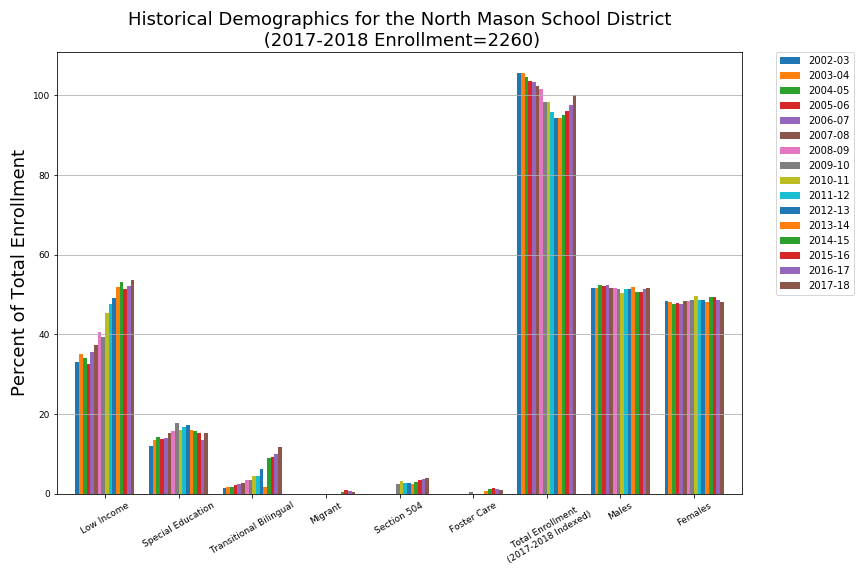 Historical Demographics for the North Mason School District
(2017-2018 Enrollment=2260)
Percent of Total Enrollment
100
80
60
40
20
0
Low Income
Special Education
Transitional Bilingual
Migrant
Section 504
Foster Care
Total Enrollment
(2017-2018 Indexed)
Males
Females
2002-03
2003-04
2004-05
2005-06
2006-07
2007-08
2008-09
2009-10
2010-11
2011-12
2012-13
2013-14
2014-15
2015-16
2016-17
2017-18